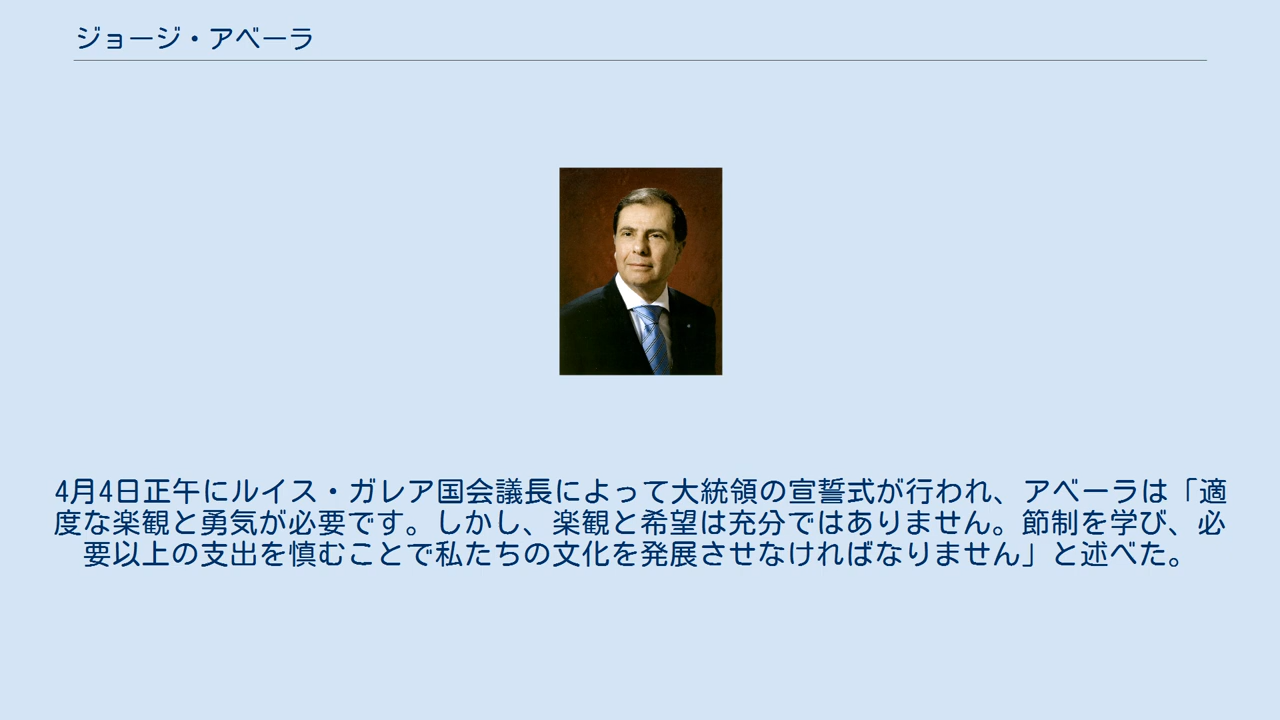 ジョージ・アベーラ
4月4日正午にルイス・ガレア国会議長によって大統領の宣誓式が行われ、アベーラは「適
度な楽観と勇気が必要です。しかし、楽観と希望は充分ではありません。節制を学び、必
要以上の支出を慎むことで私たちの文化を発展させなければなりません」と述べた。